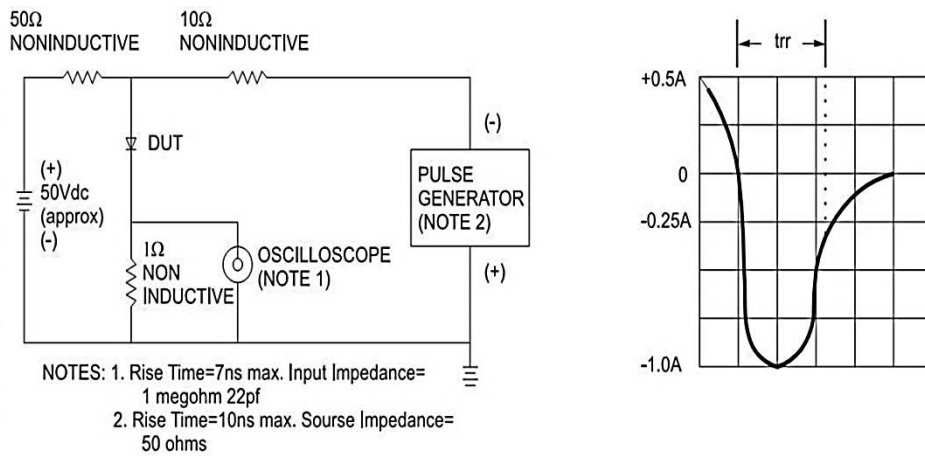 50Ω
NONINDUCTIVE
10Ω
NONINDUCTIVE
DUT
(+)
50Vdc
(approx)
(-)
1Ω
NON
INDUCTIVE
OSCILLOSCOPE
(NOTE 1)
(-)
PULSE
GENERATOR
(NOTE 2)
(+)
NOTES: 1. Rise Time=7ns max. Input Impedance=
1 megohm 22pf
2. Rise Time=10ns max. Sourse Impedance=
50 ohms
trr
+0.5A
0
-0.25A
-1.0A